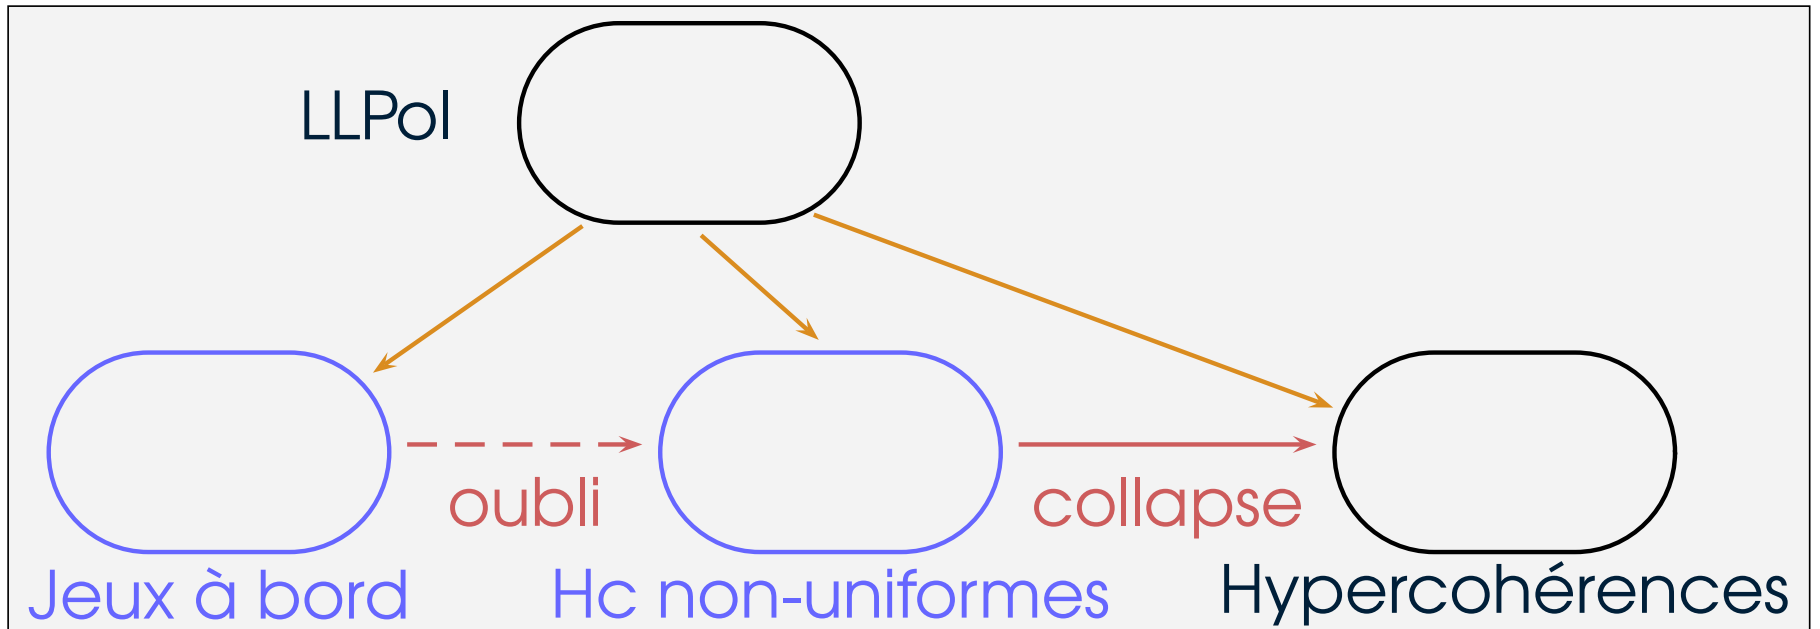 LLPol
oubli
collapse
Jeux à bord
Hc non-uniformes
Hypercohérences